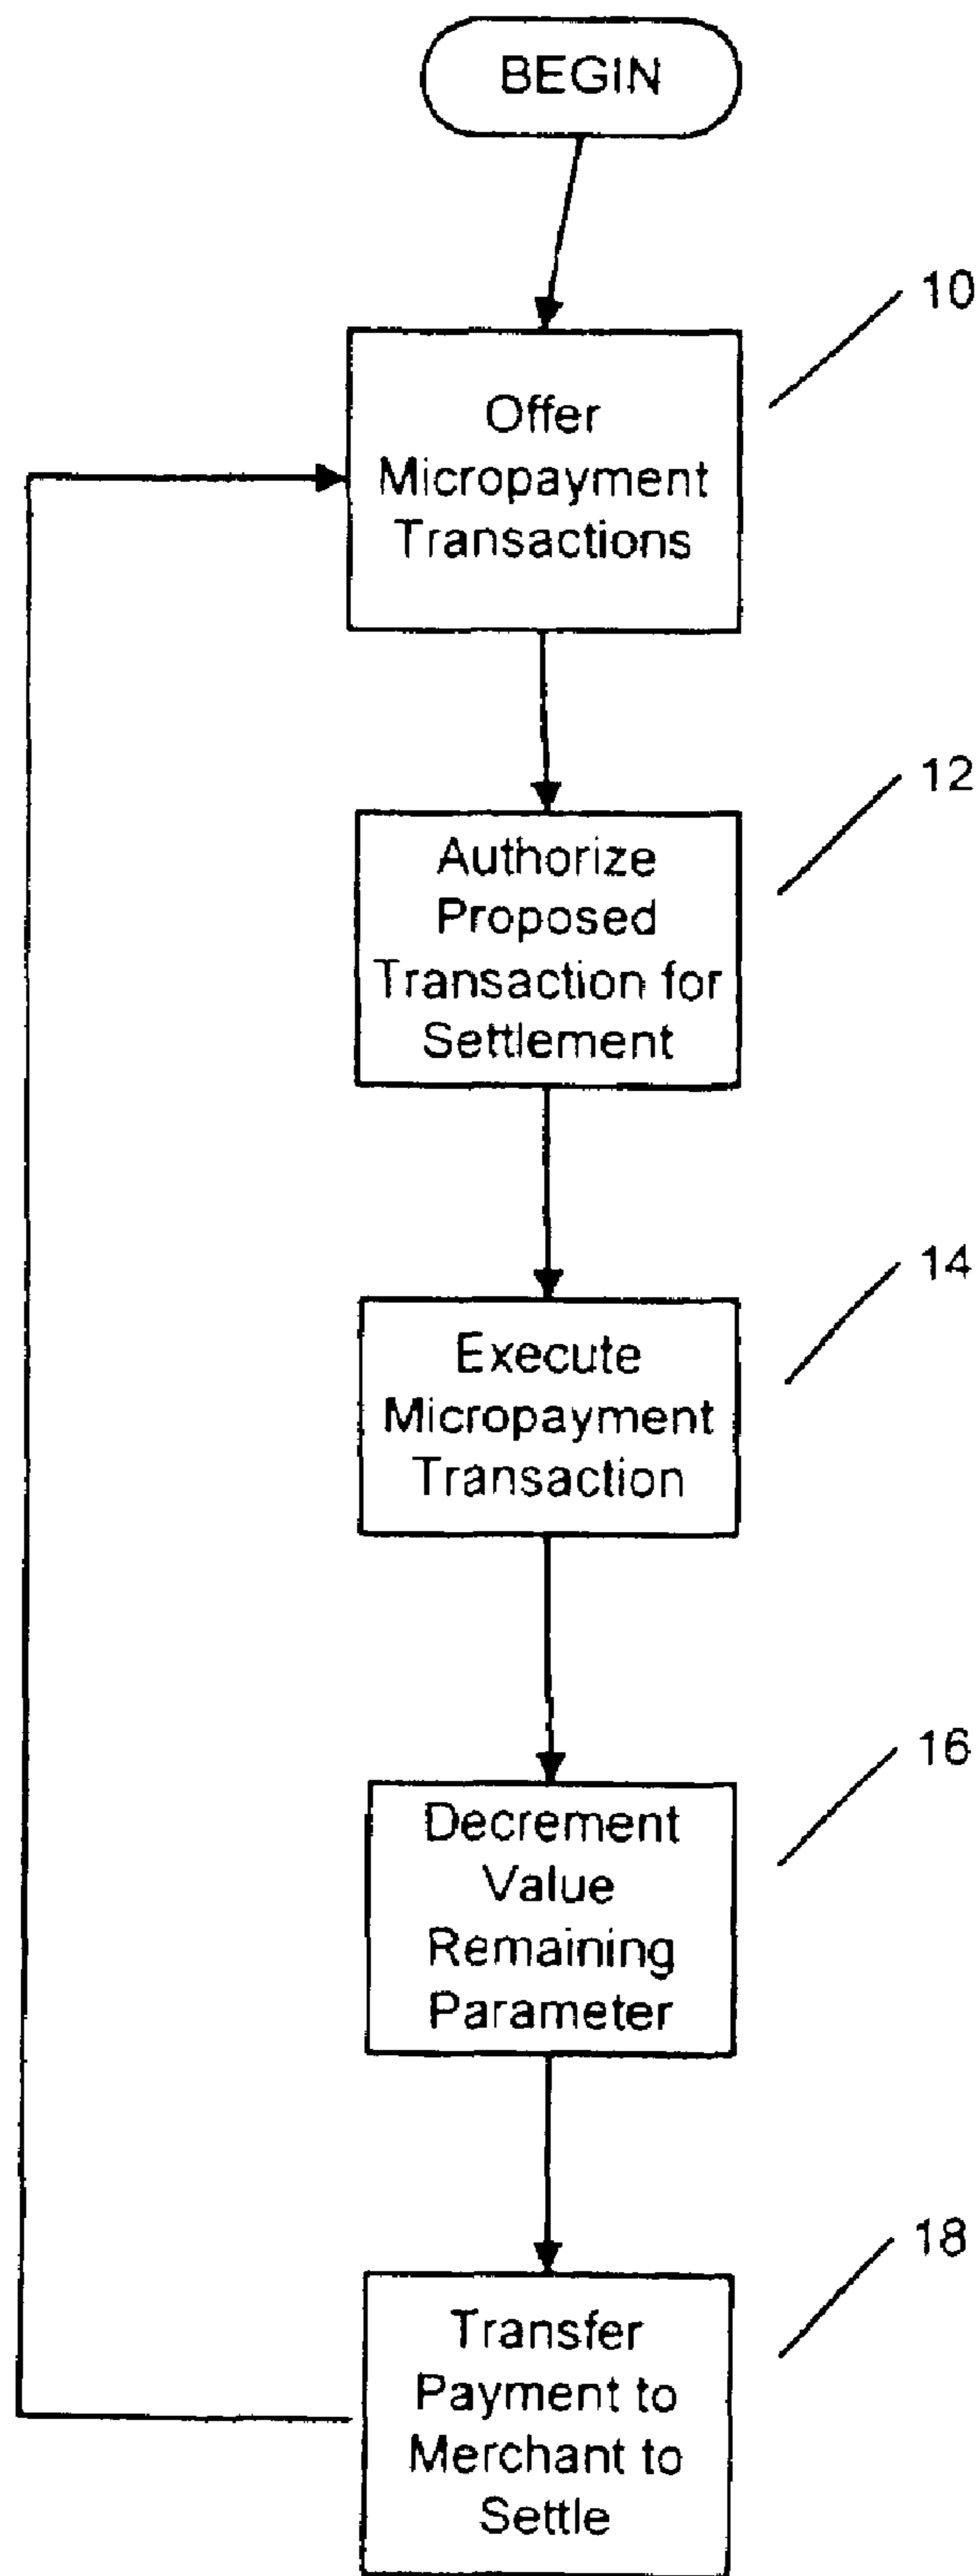 BEGIN
10
Offer
Micropayment
Transactions
12
Authorize
Proposed
Transaction for
Settlement
14
Execute
Micropayment
Transaction
16
Decrement
Value
Remaining
Parameter
18
Transfer
Payment to
Merchant to
Settle